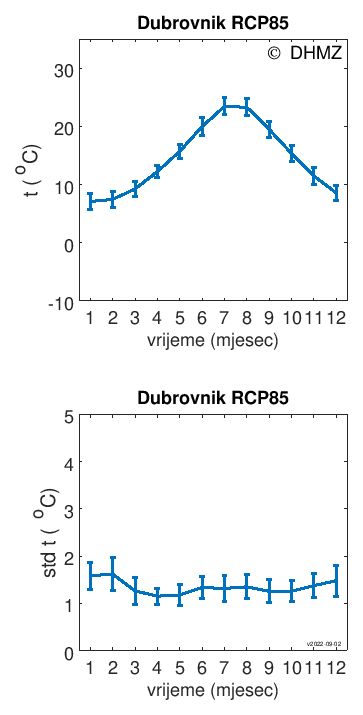 Dubrovnik RCP85
© DHMZ
30
20
10
0
-10
t ( °C)
1 2 3 4 5 6 7 8 9 10 11 12
vrijeme (mjesec)
Dubrovnik RCP85
5
4
3
2
1
0
std t ( °C)
v2022-09-02
1 2 3 4 5 6 7 8 9 10 11 12
vrijeme (mjesec)